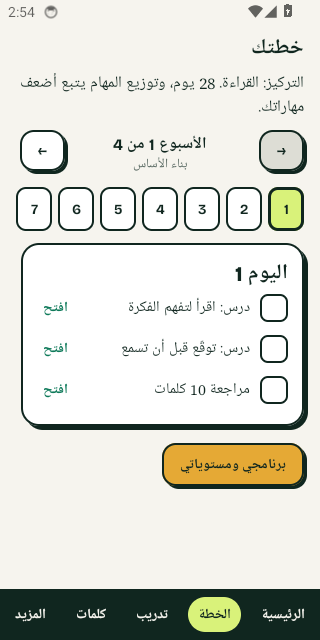 2:54
خطتك
التركيز: القراءة. 28 يوم، وتوزيع المهام يتبع أضعف
مهاراتك.
→
الأسبوع 1 من 4
←
بناء الأساس
1 2 3 4 5 6 7
اليوم 1
درس: اقرأ لتفهم الفكرة افتح
درس: توقّع قبل أن تسمع افتح
مراجعة 10 كلمات افتح
برنامجي ومستوياتي
الرئيسية الخطة تدريب كلمات المزيد